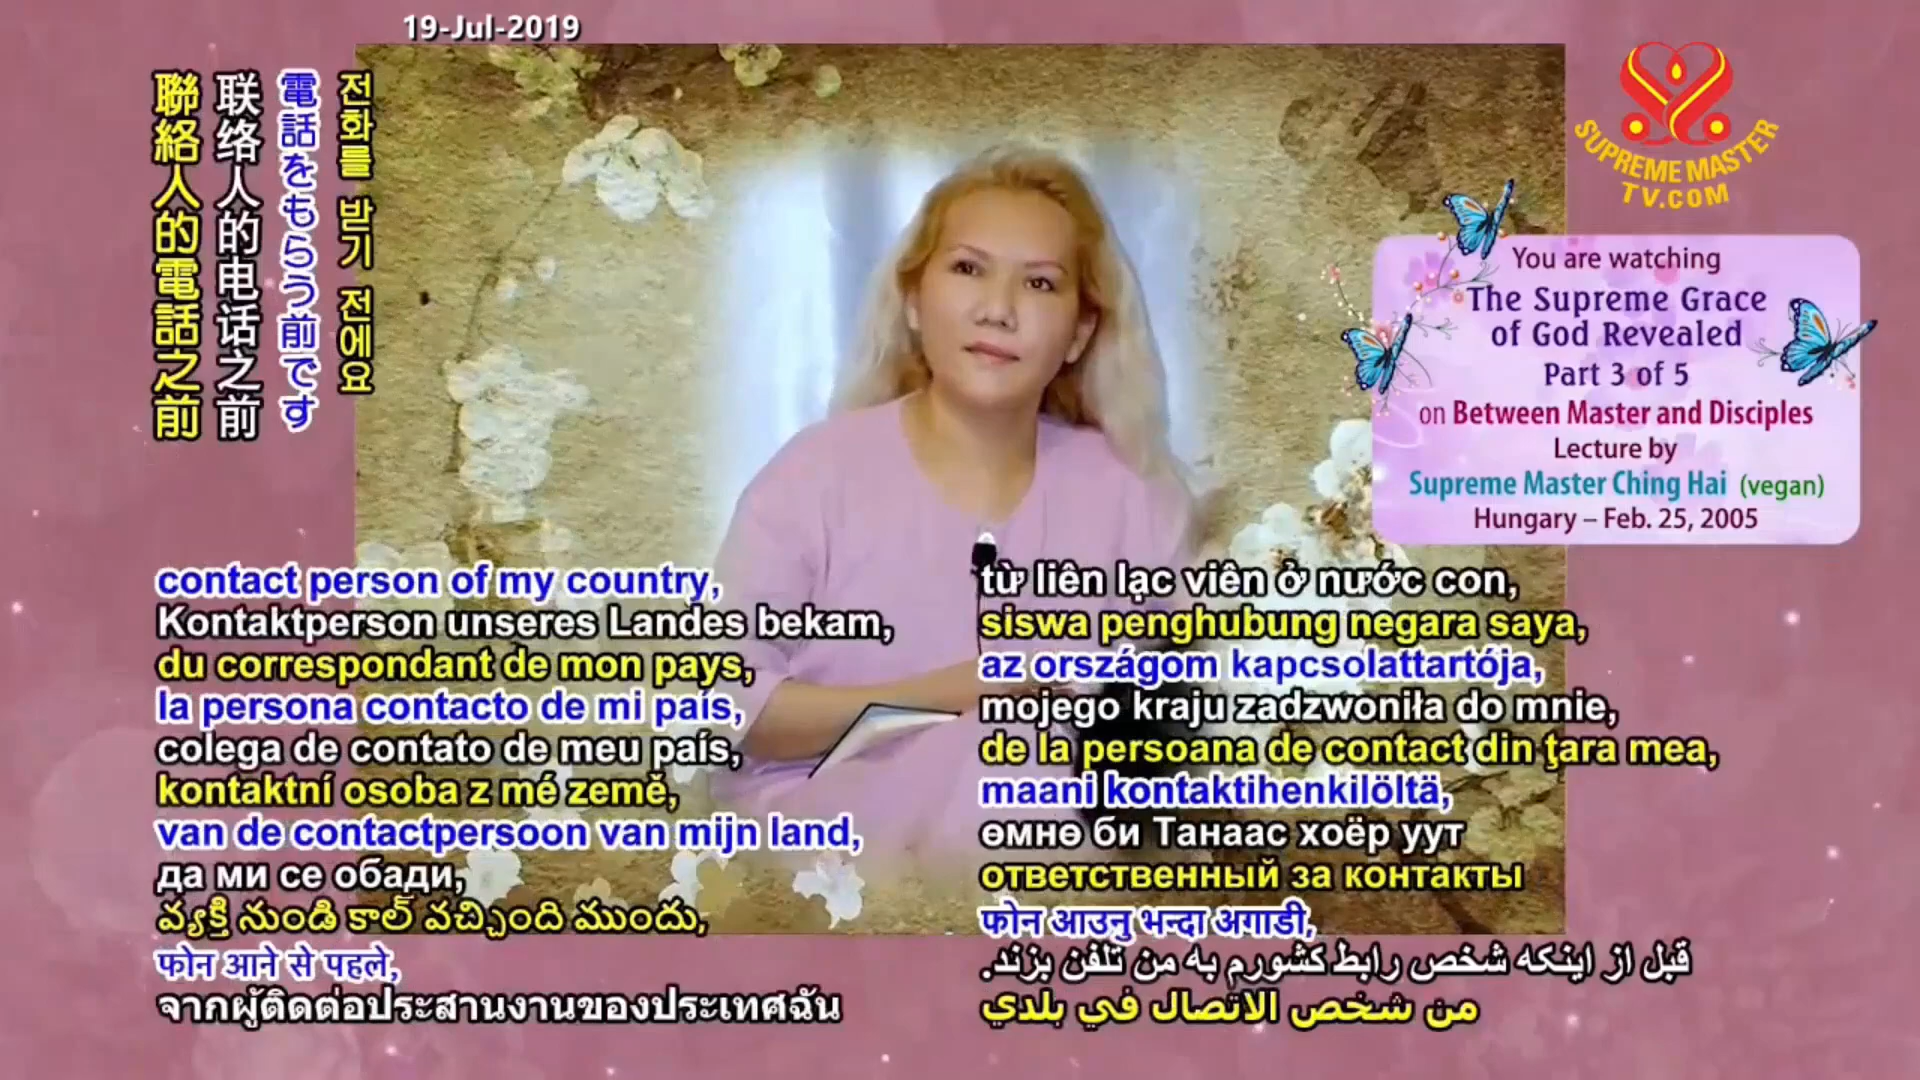 19-Jul-2019
聯絡人的電話之前
联络人的电话之前
電話をもらう前です
전화를 받기 전에요
SUPREME MASTER
TV.COM
You are watching
The Supreme Grace
of God Revealed
Part 3 of 5
on Between Master and Disciples
Lecture by
Supreme Master Ching Hai (vegan)
Hungary – Feb. 25, 2005
contact person of my country,
Kontaktperson unseres Landes bekam,
du correspondant de mon pays,
la persona contacto de mi país,
colega de contato de meu país,
kontaktní osoba z mé země,
van de contactpersoon van mijn land,
да ми се обади,
వ్యక్తి నుండి కాల్ వచ్చింది ముందు,
फोन आने से पहले,
จากผู้ติดต่อประสานงานของประเทศฉัน
từ liên lạc viên ở nước con,
siswa penghubung negara saya,
az országom kapcsolattartója,
mojego kraju zadzwoniła do mnie,
de la persoana de contact din ţara mea,
maani kontaktihenkilöltä,
өмнө би Танаас хоёр уут
ответственный за контакты
फोन आउनु भन्दा अगाडी,
قبل از اینکه شخص رابط کشورم به من تلفن بزند.
من شخص الاتصال في بلدي